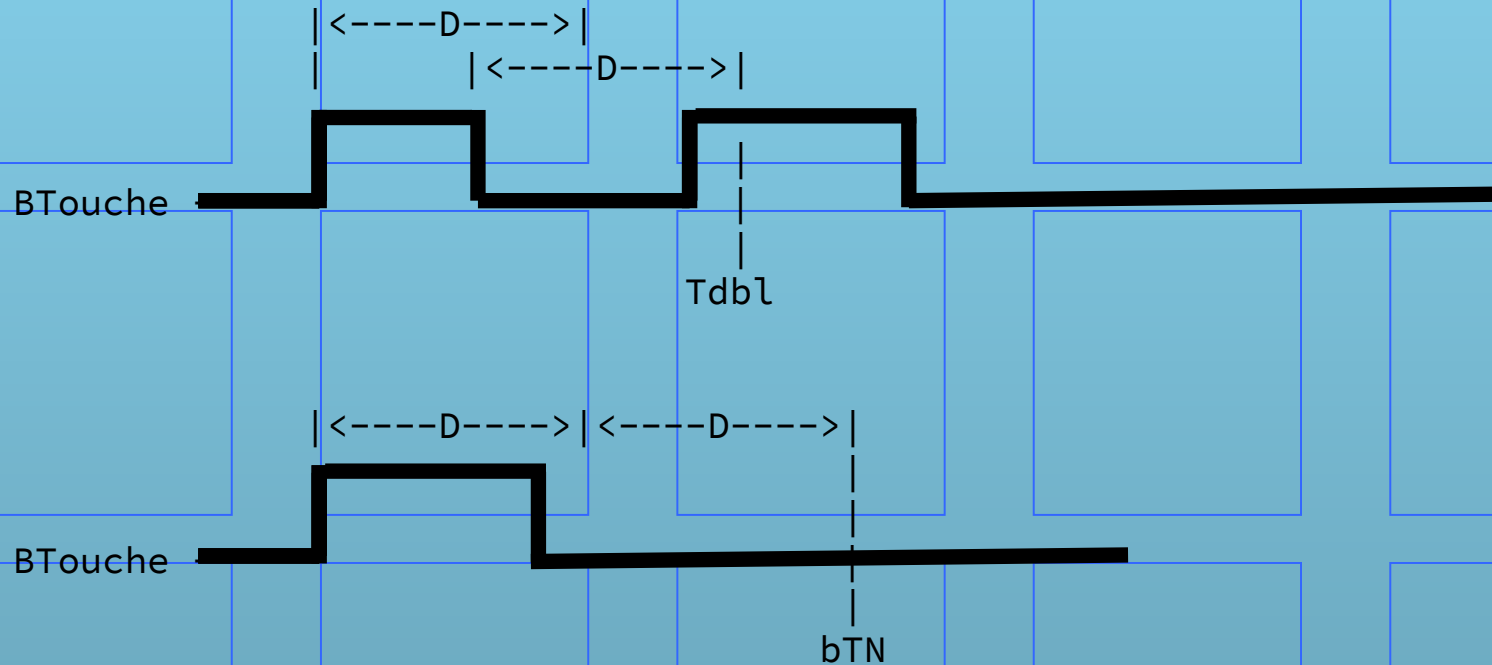 |<----D---->|
| |<----D---->|
|
BTouche -
|
|
Tdbl
|<----D---->|<----D---->|
|
|
BTouche -
|
|
bTN